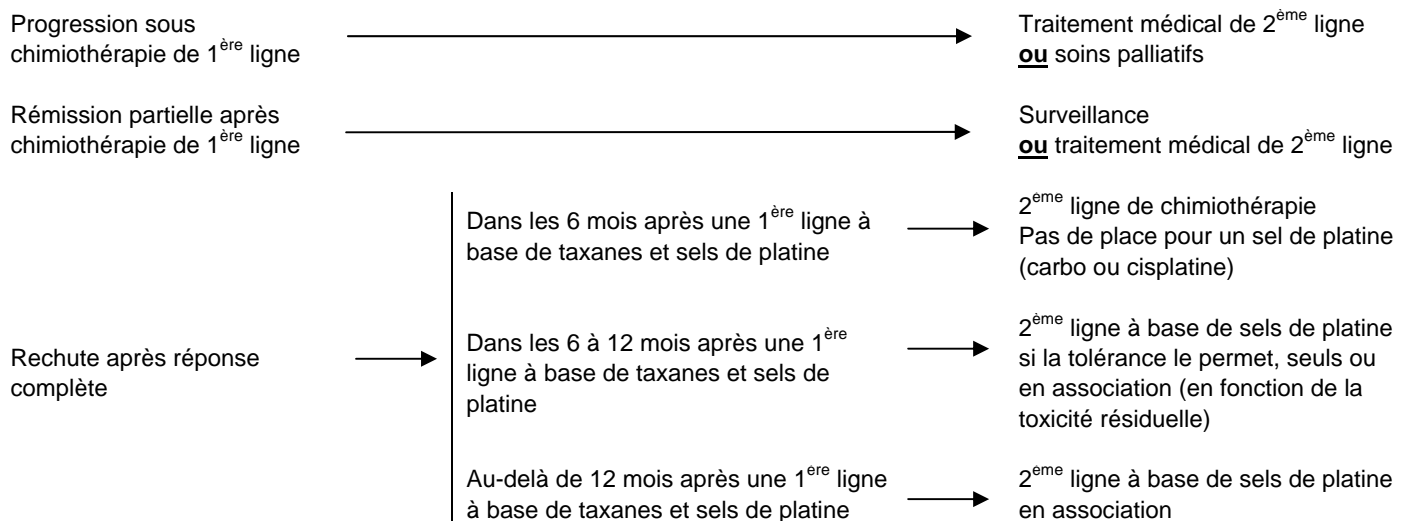 Progression sous
chimiothérapie de 1ère ligne
Traitement médical de 2ème ligne
ou soins palliatifs
Rémission partielle après
chimiothérapie de 1ère ligne
Surveillance
ou traitement médical de 2ème ligne
Rechute après réponse
complète
Dans les 6 mois après une 1ère ligne à
base de taxanes et sels de platine
2ème ligne de chimiothérapie
Pas de place pour un sel de platine
(carbo ou cisplatine)
Dans les 6 à 12 mois après une 1ère
ligne à base de taxanes et sels de
platine
2ème ligne à base de sels de platine
si la tolérance le permet, seuls ou
en association (en fonction de la
toxicité résiduelle)
Au-delà de 12 mois après une 1ère ligne
à base de taxanes et sels de platine
2ème ligne à base de sels de platine
en association